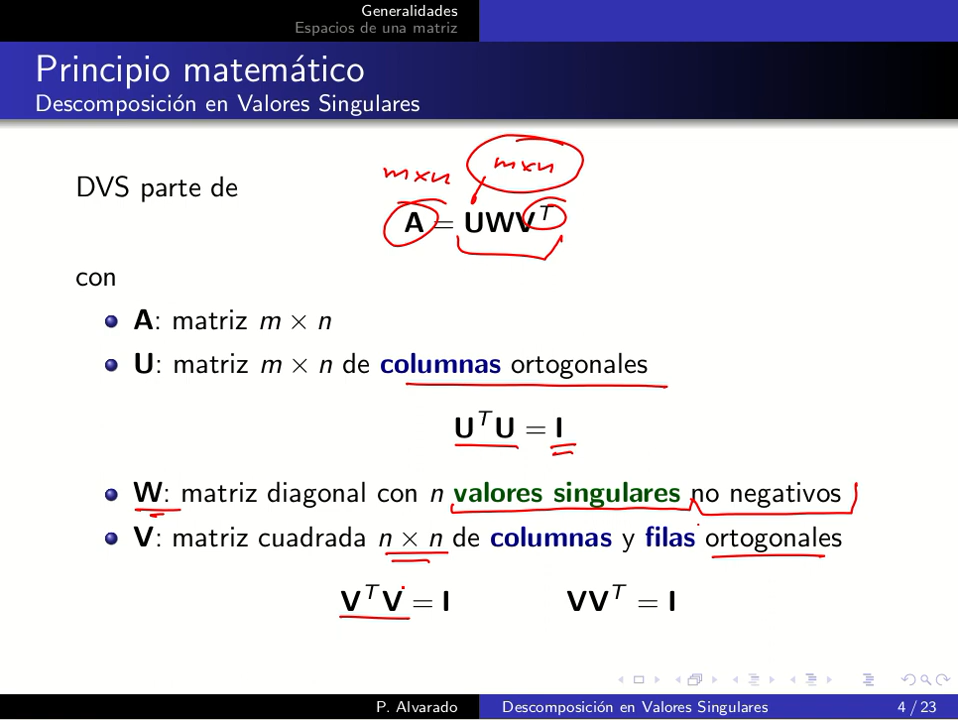 Generalidades
Espacios de una matriz
Principio matemático
Descomposición en Valores Singulares
m×n m×n
DVS parte de
A = UWV^T
con
A: matriz m × n
U: matriz m × n de columnas ortogonales
U^T U = I
W: matriz diagonal con n valores singulares no negativos
V: matriz cuadrada n × n de columnas y filas ortogonales
V^T V = I VV^T = I
P. Alvarado Descomposición en Valores Singulares 4 / 23